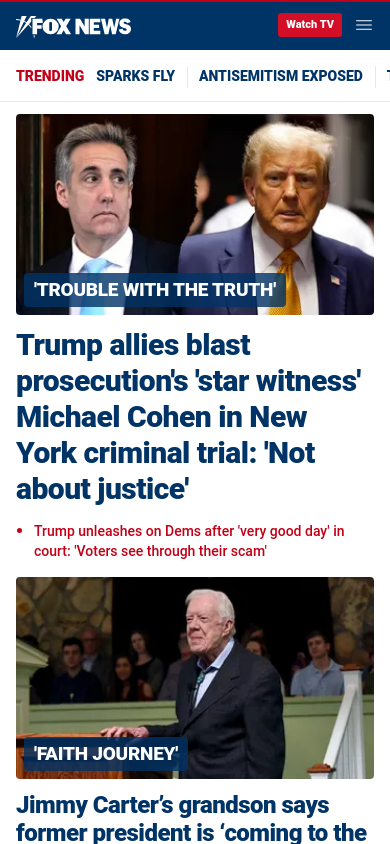 FOX NEWS
Watch TV
TRENDING SPARKS FLY ANTISEMITISM EXPOSED
'TROUBLE WITH THE TRUTH'
Trump allies blast
prosecution's 'star witness'
Michael Cohen in New
York criminal trial: 'Not
about justice'
• Trump unleashes on Dems after 'very good day' in
court: 'Voters see through their scam'
'FAITH JOURNEY'
Jimmy Carter’s grandson says
former president is ‘coming to the